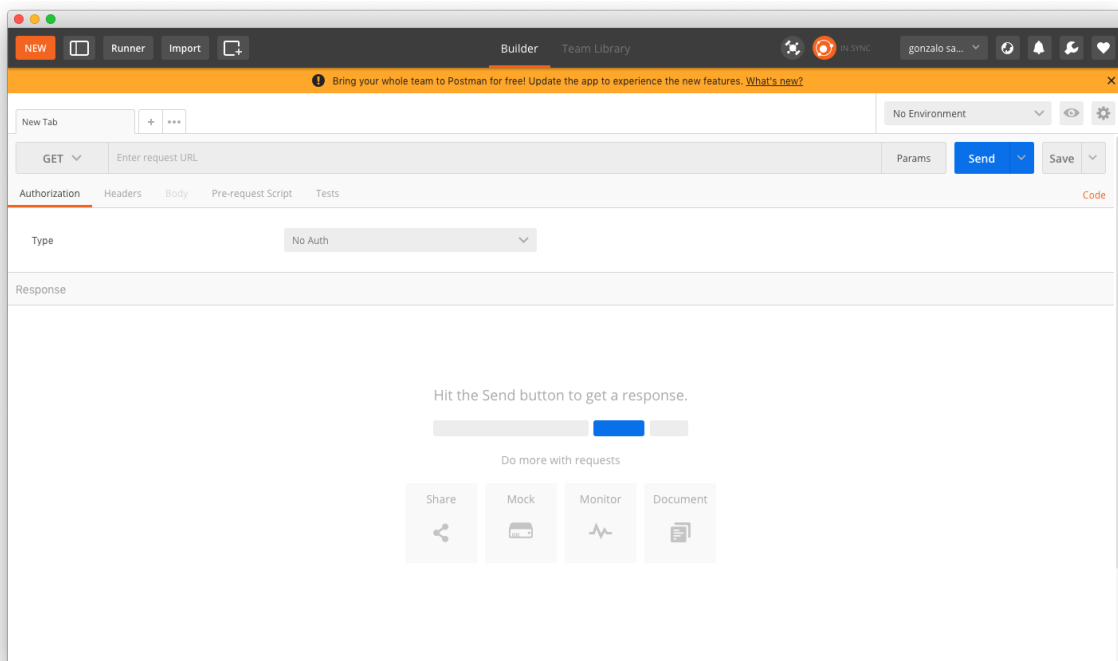 NEW Runner Import Builder Team Library IN SYNC gonzalo sa...
Bring your whole team to Postman for free! Update the app to experience the new features. What's new?
New Tab + ••• No Environment
GET Enter request URL Params Send Save
Authorization Headers Body Pre-request Script Tests Code
Type No Auth
Response
Hit the Send button to get a response.
Do more with requests
Share Mock Monitor Document